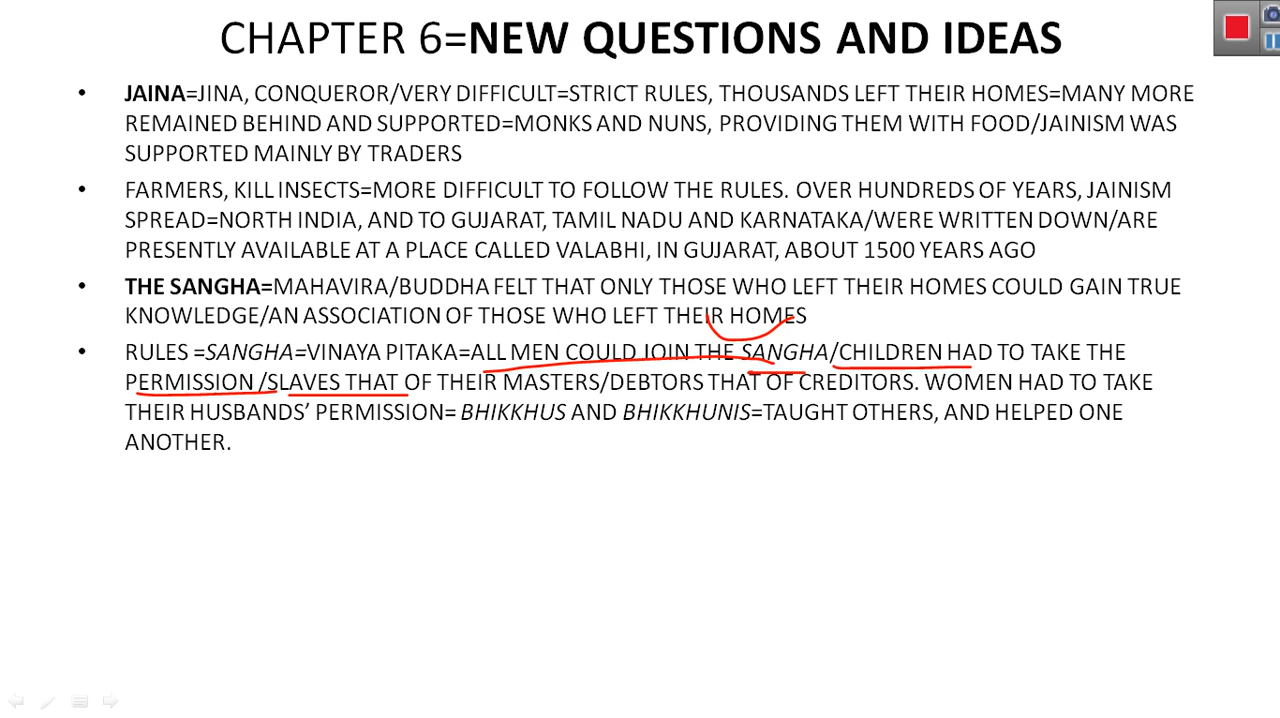 CHAPTER 6=NEW QUESTIONS AND IDEAS
• JAINA=JINA, CONQUEROR/VERY DIFFICULT=STRICT RULES, THOUSANDS LEFT THEIR HOMES=MANY MORE
REMAINED BEHIND AND SUPPORTED=MONKS AND NUNS, PROVIDING THEM WITH FOOD/JAINISM WAS
SUPPORTED MAINLY BY TRADERS
• FARMERS, KILL INSECTS=MORE DIFFICULT TO FOLLOW THE RULES. OVER HUNDREDS OF YEARS, JAINISM
SPREAD=NORTH INDIA, AND TO GUJARAT, TAMIL NADU AND KARNATAKA/WERE WRITTEN DOWN/ARE
PRESENTLY AVAILABLE AT A PLACE CALLED VALABHI, IN GUJARAT, ABOUT 1500 YEARS AGO
• THE SANGHA=MAHAVIRA/BUDDHA FELT THAT ONLY THOSE WHO LEFT THEIR HOMES COULD GAIN TRUE
KNOWLEDGE/AN ASSOCIATION OF THOSE WHO LEFT THEIR HOMES
• RULES =SANGHA=VINAYA PITAKA=ALL MEN COULD JOIN THE SANGHA/CHILDREN HAD TO TAKE THE
PERMISSION /SLAVES THAT OF THEIR MASTERS/DEBTORS THAT OF CREDITORS. WOMEN HAD TO TAKE
THEIR HUSBANDS’ PERMISSION= BHIKKHUS AND BHIKKHUNIS=TAUGHT OTHERS, AND HELPED ONE
ANOTHER.